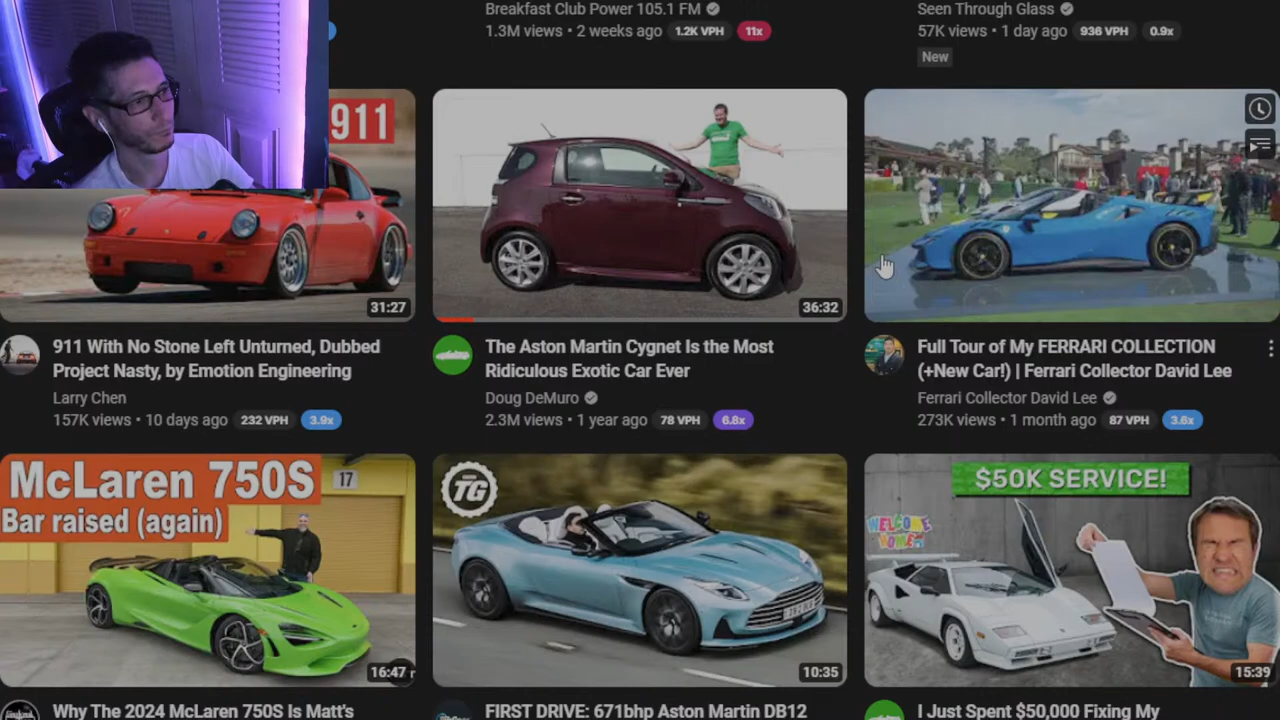 Breakfast Club Power 105.1 FM
1.3M views • 2 weeks ago 1.2K VPH 11x
Seen Through Glass
57K views • 1 day ago 936 VPH 0.9x
New
911
31:27
36:32
911 With No Stone Left Unturned, Dubbed
Project Nasty, by Emotion Engineering
Larry Chen
157K views • 10 days ago 232 VPH 3.9x
The Aston Martin Cygnet Is the Most
Ridiculous Exotic Car Ever
Doug DeMuro
2.3M views • 1 year ago 78 VPH 6.8x
Full Tour of My FERRARI COLLECTION
(+New Car!) | Ferrari Collector David Lee
Ferrari Collector David Lee
273K views • 1 month ago 87 VPH 3.6x
McLaren 750S
Bar raised (again)
17
16:47
TG
10:35
$50K SERVICE!
WELCOME
HOME
15:39
Why The 2024 McLaren 750S Is Matt's
FIRST DRIVE: 671bhp Aston Martin DB12
I Just Spent $50,000 Fixing My